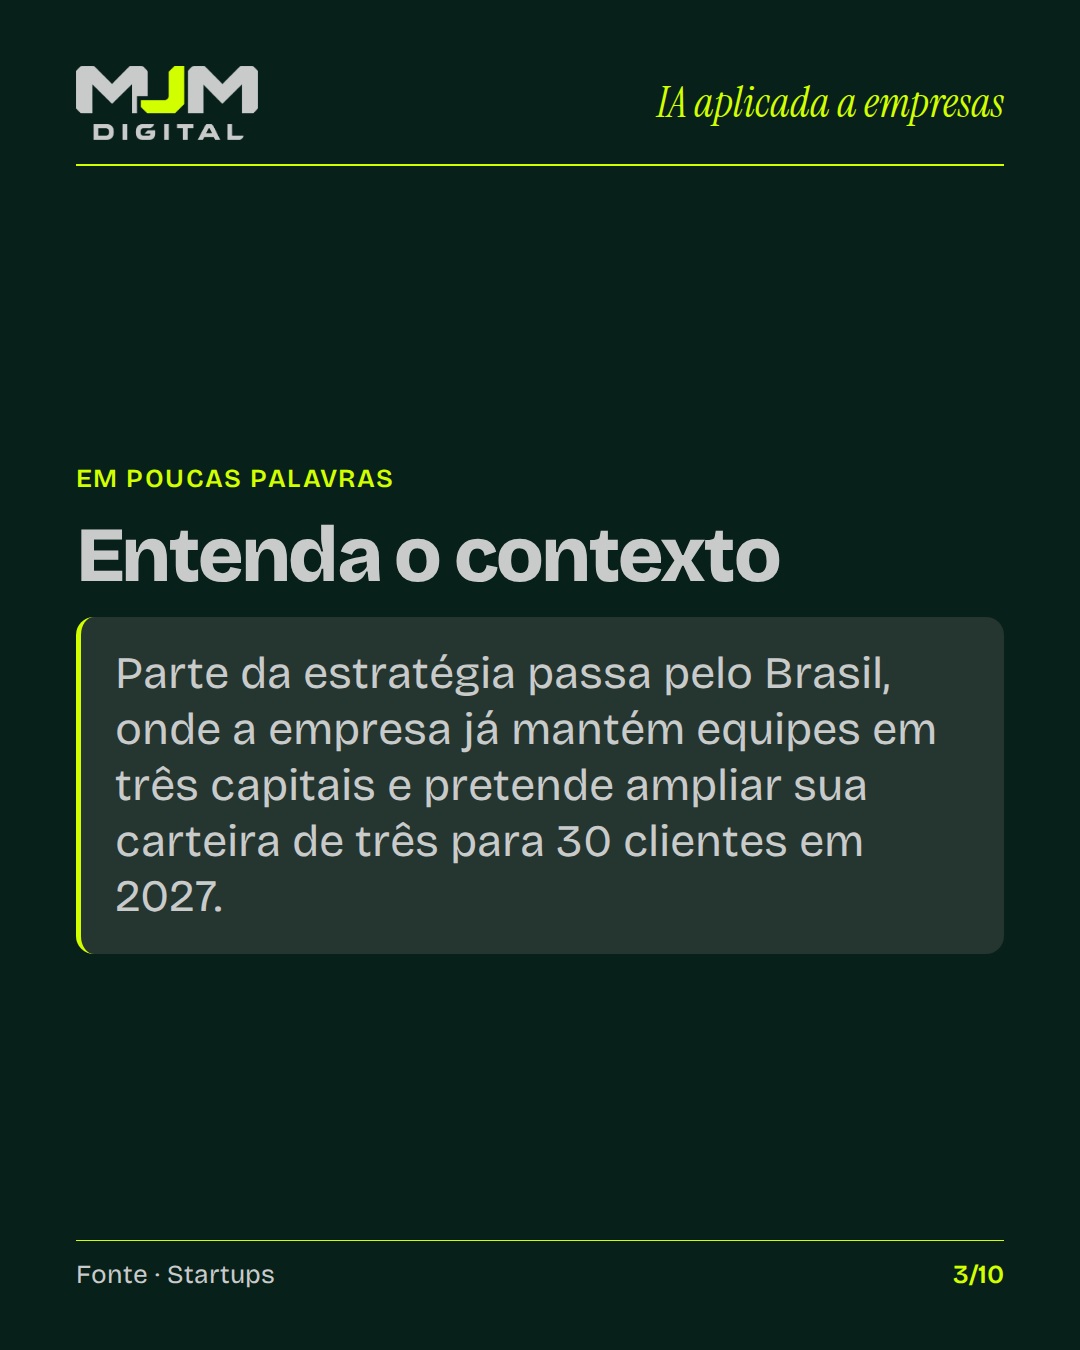 MJM
DIGITAL
IA aplicada a empresas
EM POUCAS PALAVRAS
Entenda o contexto
Parte da estratégia passa pelo Brasil,
onde a empresa já mantém equipes em
três capitais e pretende ampliar sua
carteira de três para 30 clientes em
2027.
Fonte · Startups
3/10